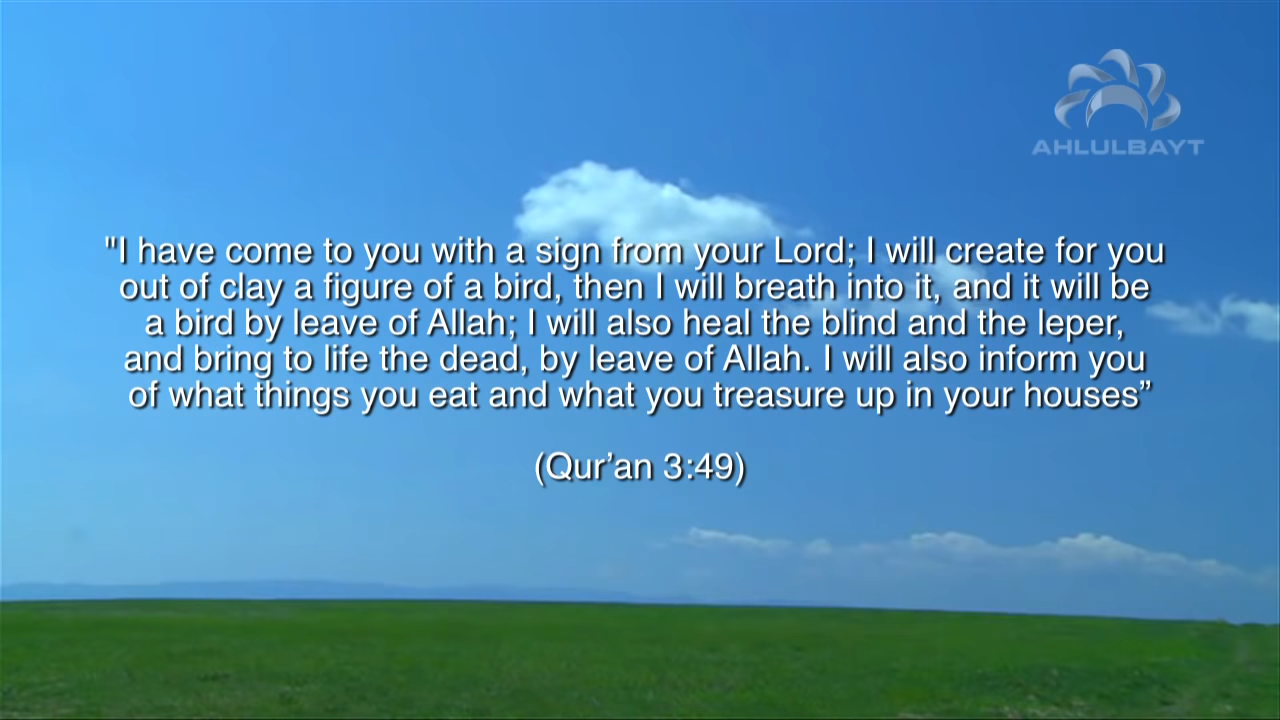 AHLULBAYT
"I have come to you with a sign from your Lord; I will create for you
out of clay a figure of a bird, then I will breath into it, and it will be
a bird by leave of Allah; I will also heal the blind and the leper,
and bring to life the dead, by leave of Allah. I will also inform you
of what things you eat and what you treasure up in your houses”
(Qur’an 3:49)